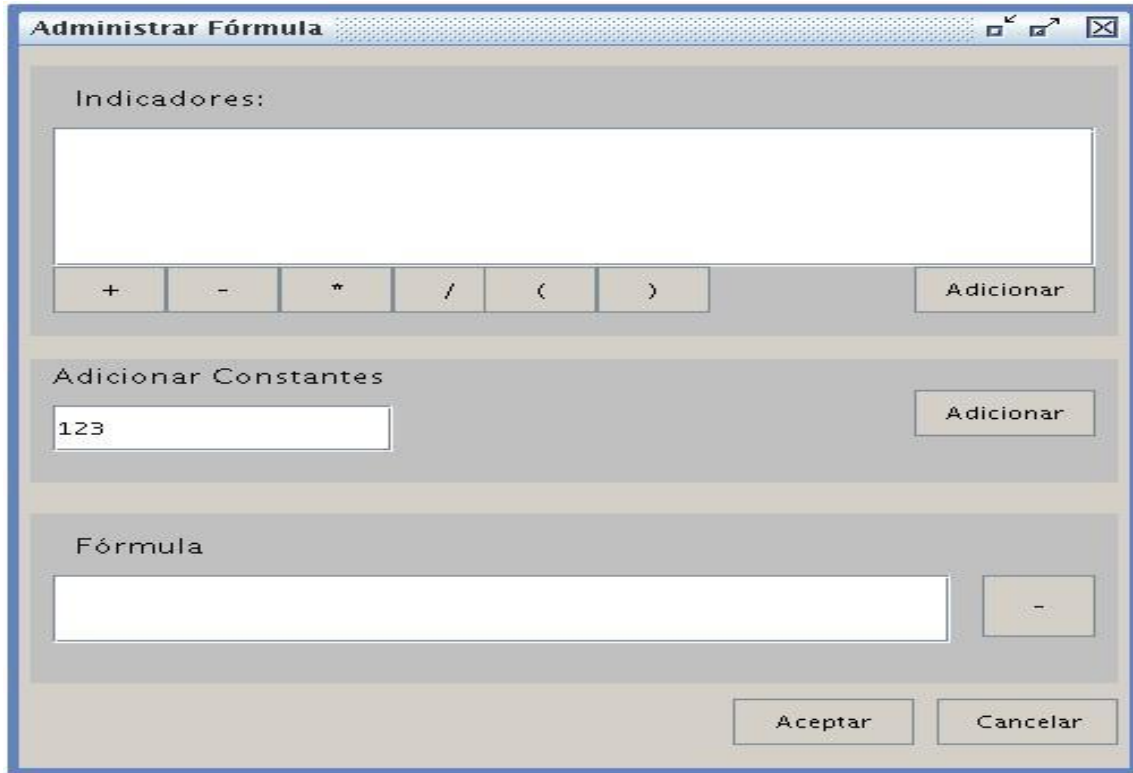 Administrar Fórmula
Indicadores:
+ - * / ( ) Adicionar
Adicionar Constantes
123 Adicionar
Fórmula
-
Aceptar Cancelar